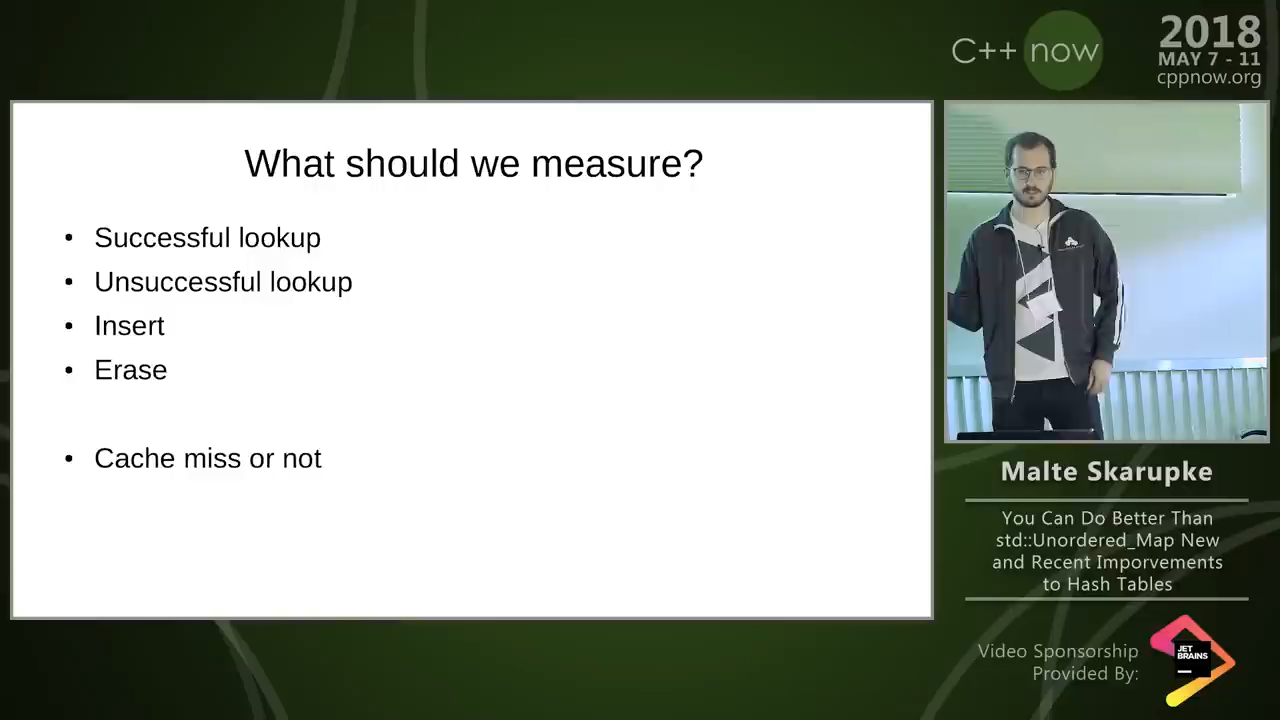 C++ now
2018
MAY 7 - 11
cppnow.org
What should we measure?
• Successful lookup
• Unsuccessful lookup
• Insert
• Erase
• Cache miss or not
Malte Skarupke
You Can Do Better Than
std::Unordered_Map New
and Recent Imporvements
to Hash Tables
Video Sponsorship
Provided By:
JET
BRAINS